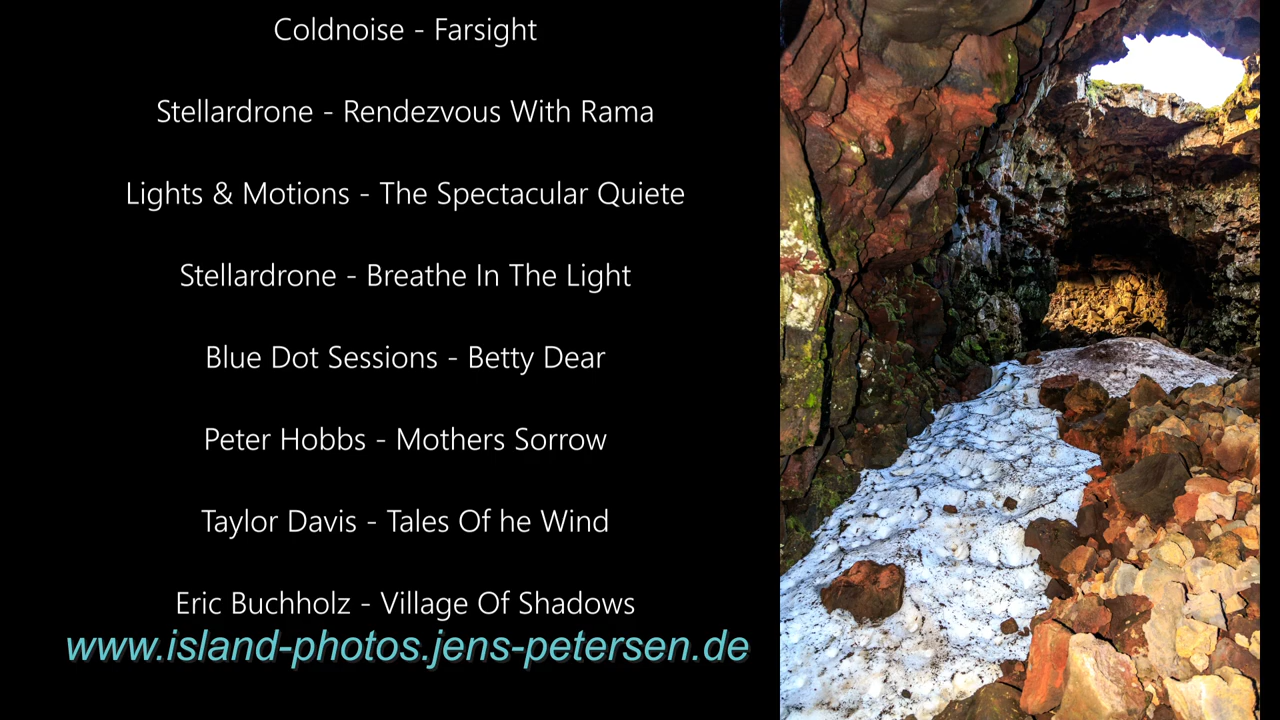 Coldnoise - Farsight
Stellardrone - Rendezvous With Rama
Lights & Motions - The Spectacular Quiete
Stellardrone - Breathe In The Light
Blue Dot Sessions - Betty Dear
Peter Hobbs - Mothers Sorrow
Taylor Davis - Tales Of he Wind
Eric Buchholz - Village Of Shadows
www.island-photos.jens-petersen.de